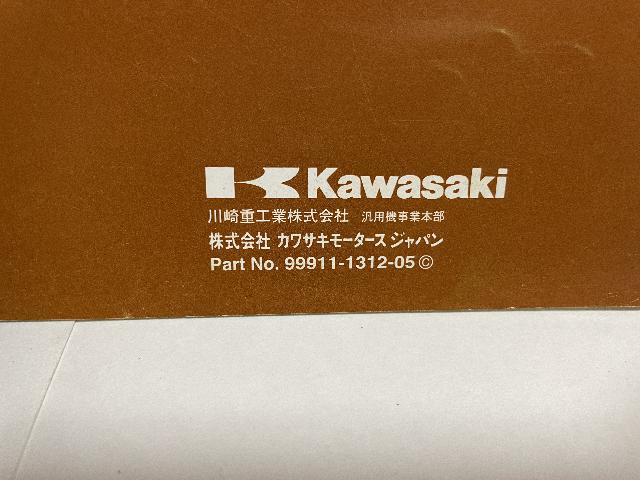 Kawasaki
川崎重工業株式会社 汎用機事業本部
株式会社 カワサキモータースジャパン
Part No. 99911-1312-05 ©